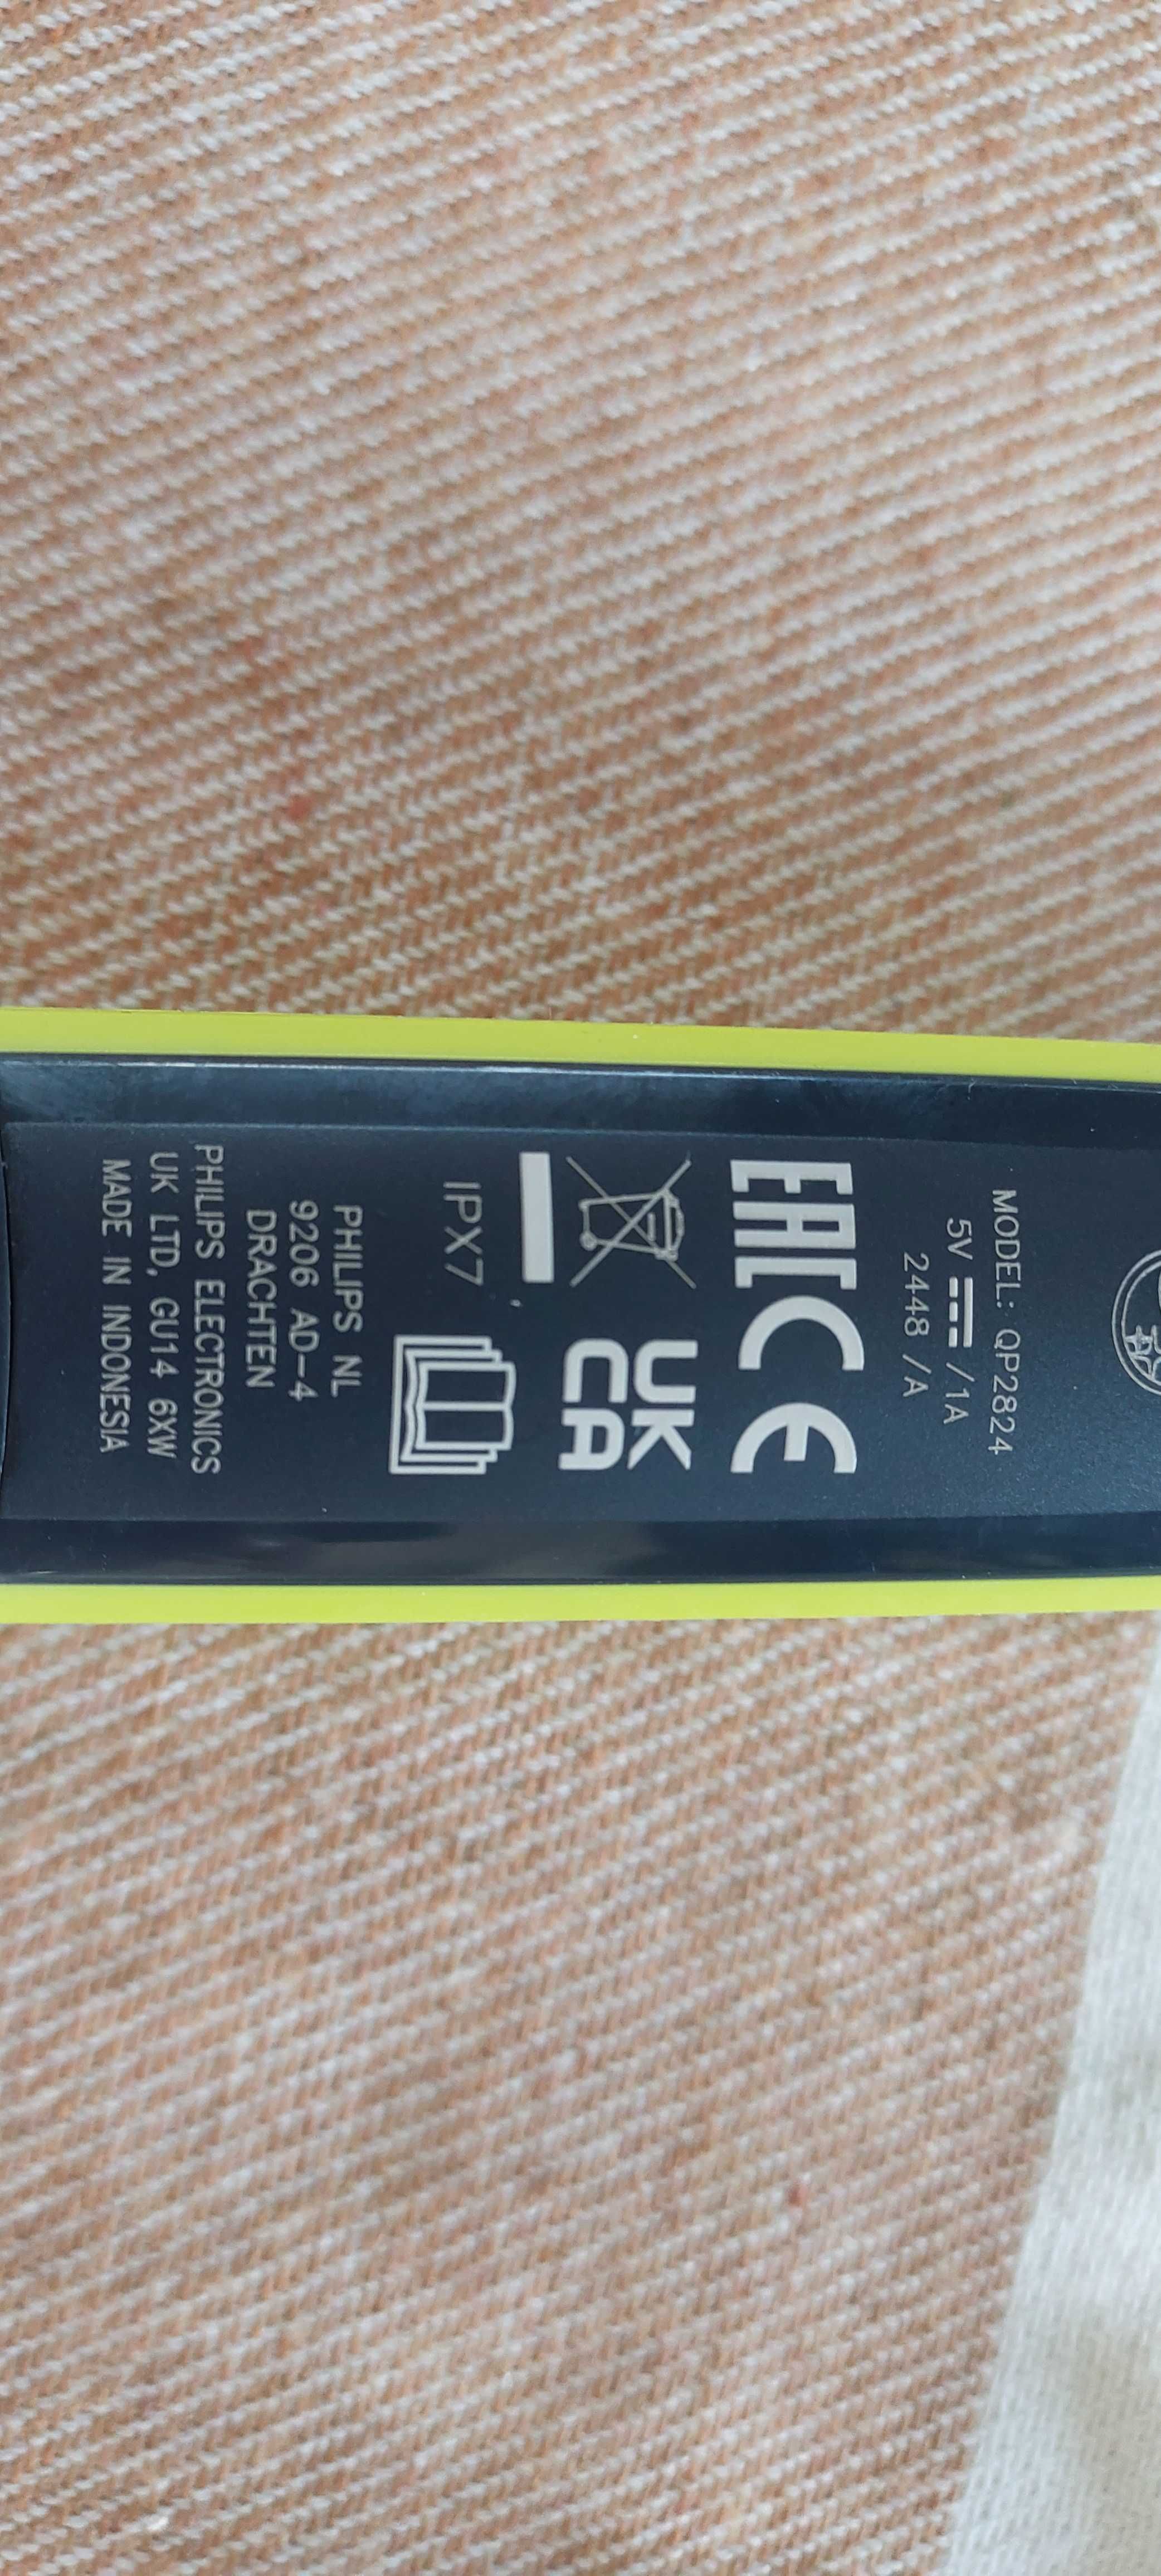 MODEL: QP2824
5V ⎓ /1A
2448 /A
EAC CE
UK
CA
IPX7
PHILIPS NL
9206 AD-4
DRACHTEN
PHILIPS ELECTRONICS
UK LTD, GU14 6XW
MADE IN INDONESIA